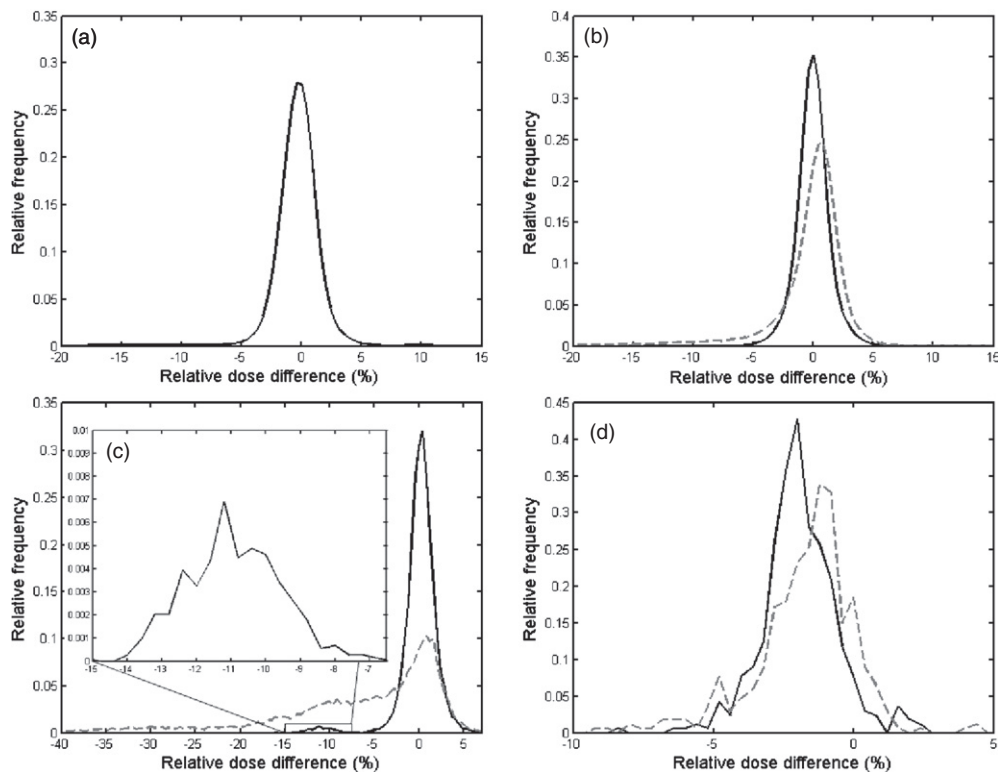 (a)
0.35
0.3
0.25
0.2
0.15
0.1
0.05
0
-20 -15 -10 -5 0 5 10 15
Relative frequency
Relative dose difference (%)
(b)
0.4
0.35
0.3
0.25
0.2
0.15
0.1
0.05
0
-20 -15 -10 -5 0 5 10 15
Relative frequency
Relative dose difference (%)
(c)
0.35
0.3
0.25
0.2
0.15
0.1
0.05
0
-40 -35 -30 -25 -20 -15 -10 -5 0 5
Relative frequency
Relative dose difference (%)
0.01
0.009
0.008
0.007
0.006
0.005
0.004
0.003
0.002
0.001
0
-15 -14 -13 -12 -11 -10 -9 -8 -7
(d)
0.45
0.4
0.35
0.3
0.25
0.2
0.15
0.1
0.05
0
-10 -5 0 5
Relative frequency
Relative dose difference (%)